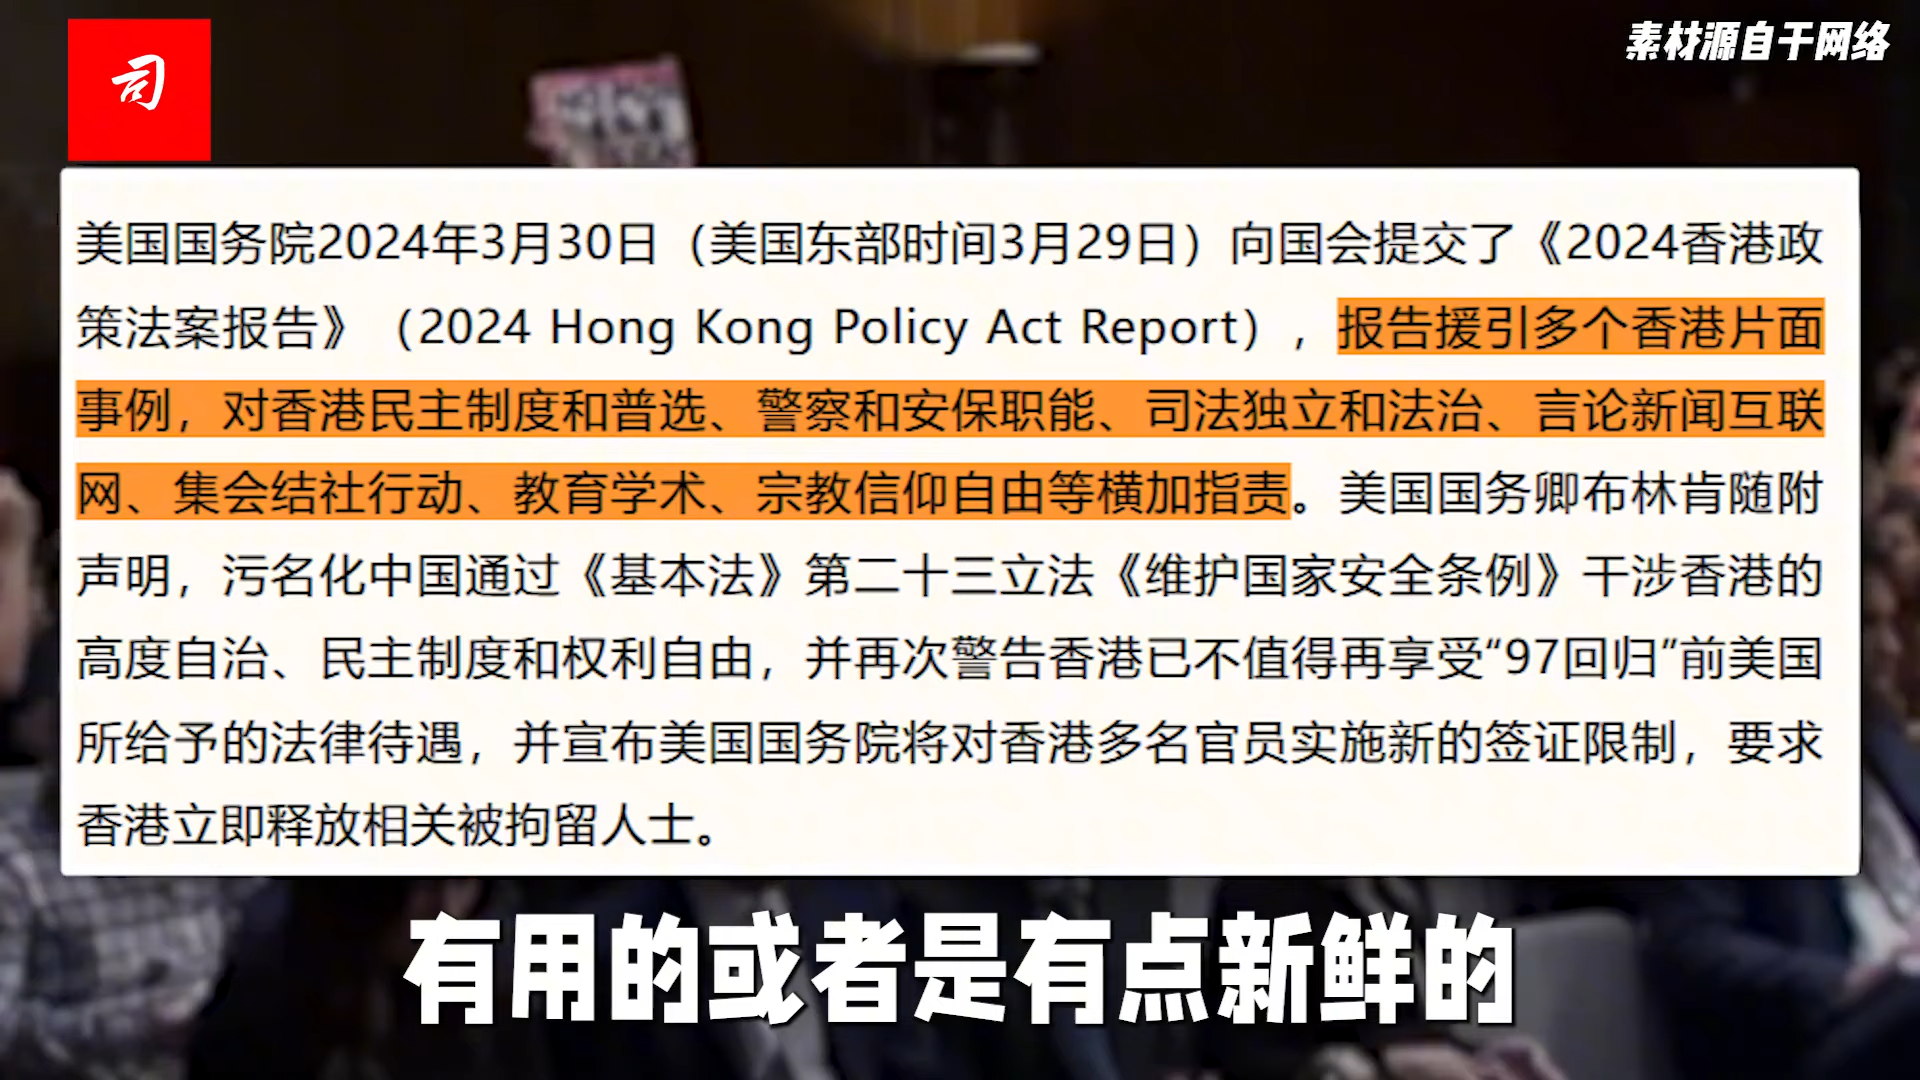 司
素材源自于网络
美国国务院2024年3月30日（美国东部时间3月29日）向国会提交了《2024香港政
策法案报告》（2024 Hong Kong Policy Act Report），报告援引多个香港片面
事例，对香港民主制度和普选、警察和安保职能、司法独立和法治、言论新闻互联
网、集会结社行动、教育学术、宗教信仰自由等横加指责。美国国务卿布林肯随附
声明，污名化中国通过《基本法》第二十三立法《维护国家安全条例》干涉香港的
高度自治、民主制度和权利自由，并再次警告香港已不值得再享受“97回归”前美国
所给予的法律待遇，并宣布美国国务院将对香港多名官员实施新的签证限制，要求
香港立即释放相关被拘留人士。
有用的或者是有点新鲜的